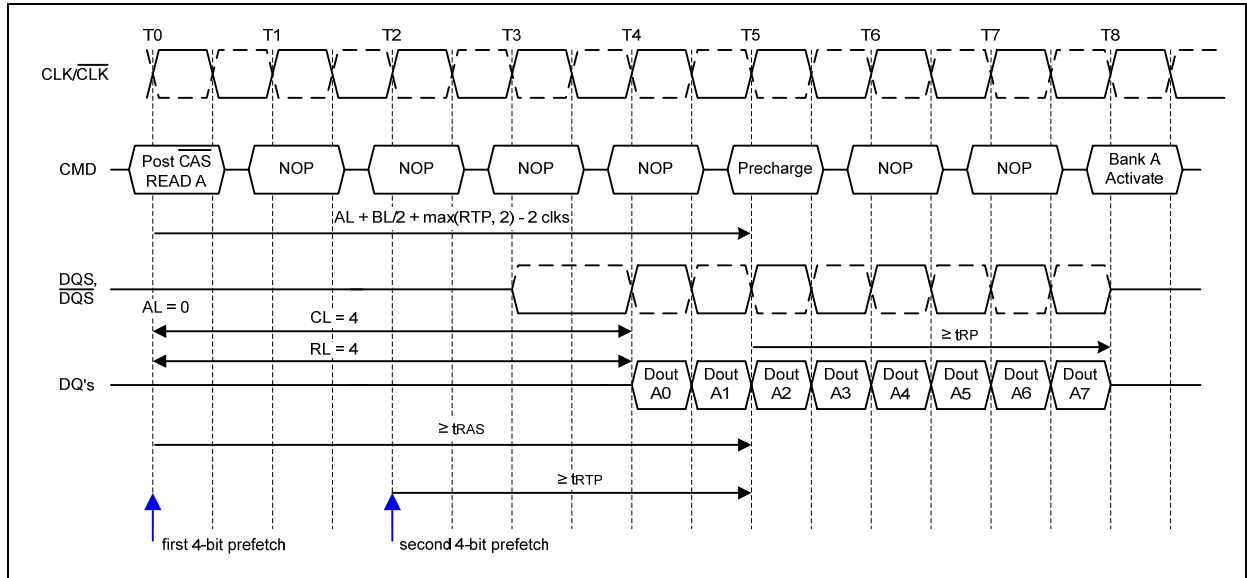 T0 T1 T2 T3 T4 T5 T6 T7 T8
CLK/CLK
CMD
Post CAS
READ A
NOP
NOP
NOP
NOP
Precharge
NOP
NOP
Bank A
Activate
AL + BL/2 + max(RTP, 2) - 2 clks
DQS,
DQS
AL = 0
CL = 4
RL = 4
≥ tRP
DQ's
Dout
A0
Dout
A1
Dout
A2
Dout
A3
Dout
A4
Dout
A5
Dout
A6
Dout
A7
≥ tRAS
≥ tRTP
first 4-bit prefetch
second 4-bit prefetch